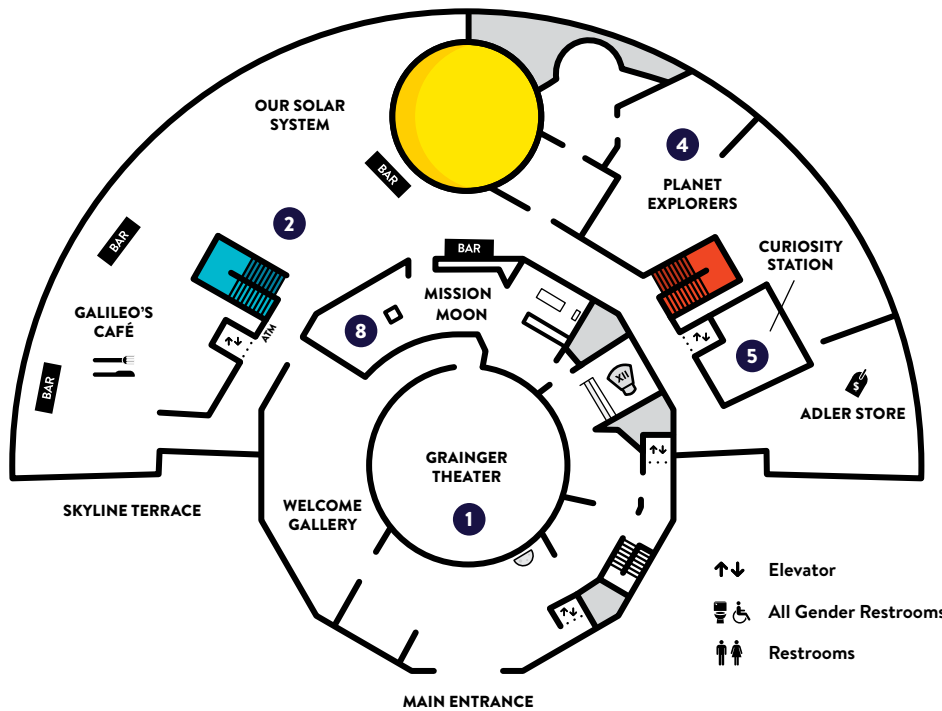 OUR SOLAR
SYSTEM
BAR
4
PLANET
EXPLORERS
2
BAR
BAR
CURIOSITY
STATION
MISSION
MOON
GALILEO'S
CAFÉ
ATM
8
5
XII
BAR
$
ADLER STORE
GRAINGER
THEATER
1
WELCOME
GALLERY
SKYLINE TERRACE
Elevator
All Gender Restrooms
Restrooms
MAIN ENTRANCE